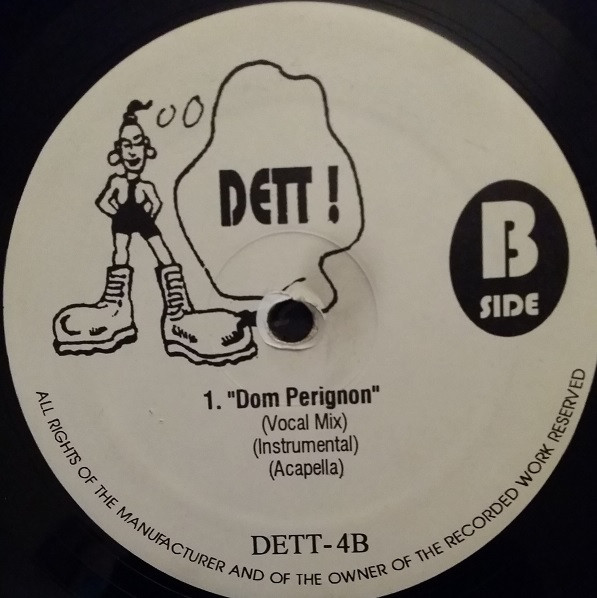 DETT !
B
SIDE
1. "Dom Perignon"
(Vocal Mix)
(Instrumental)
(Acapella)
DETT-4B
ALL RIGHTS OF THE MANUFACTURER AND OF THE OWNER OF THE RECORDED WORK RESERVED